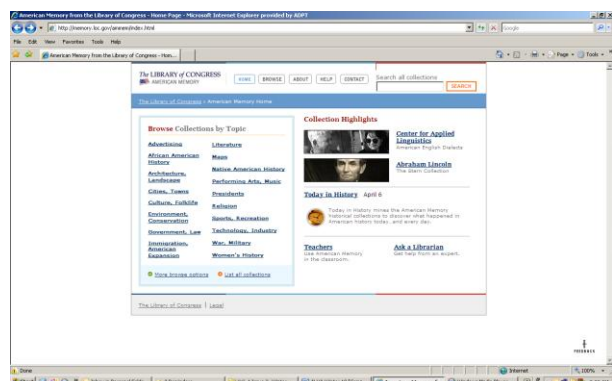 American Memory from the Library of Congress - Home Page - Microsoft Internet Explorer provided by ADPT
http://memory.loc.gov/ammem/index.html
Google
File Edit View Favorites Tools Help
American Memory from the Library of Congress - Hom...
Page Tools
The LIBRARY of CONGRESS
AMERICAN MEMORY
HOME BROWSE ABOUT HELP CONTACT
Search all collections
SEARCH
The Library of Congress > American Memory Home
Browse Collections by Topic
Advertising
African American
History
Architecture,
Landscape
Cities, Towns
Culture, Folklife
Environment,
Conservation
Government, Law
Immigration,
American
Expansion
Literature
Maps
Native American History
Performing Arts, Music
Presidents
Religion
Sports, Recreation
Technology, Industry
War, Military
Women's History
More browse options
List all collections
Collection Highlights
Center for Applied
Linguistics
American English Dialects
Abraham Lincoln
The Stern Collection
Today in History April 6
Today in History mines the American Memory
historical collections to discover what happened in
American history today, and every day.
Teachers
Use American Memory
in the classroom.
Ask a Librarian
Get help from an expert.
The Library of Congress | Legal
FEEDBACK
Done
Internet
100%